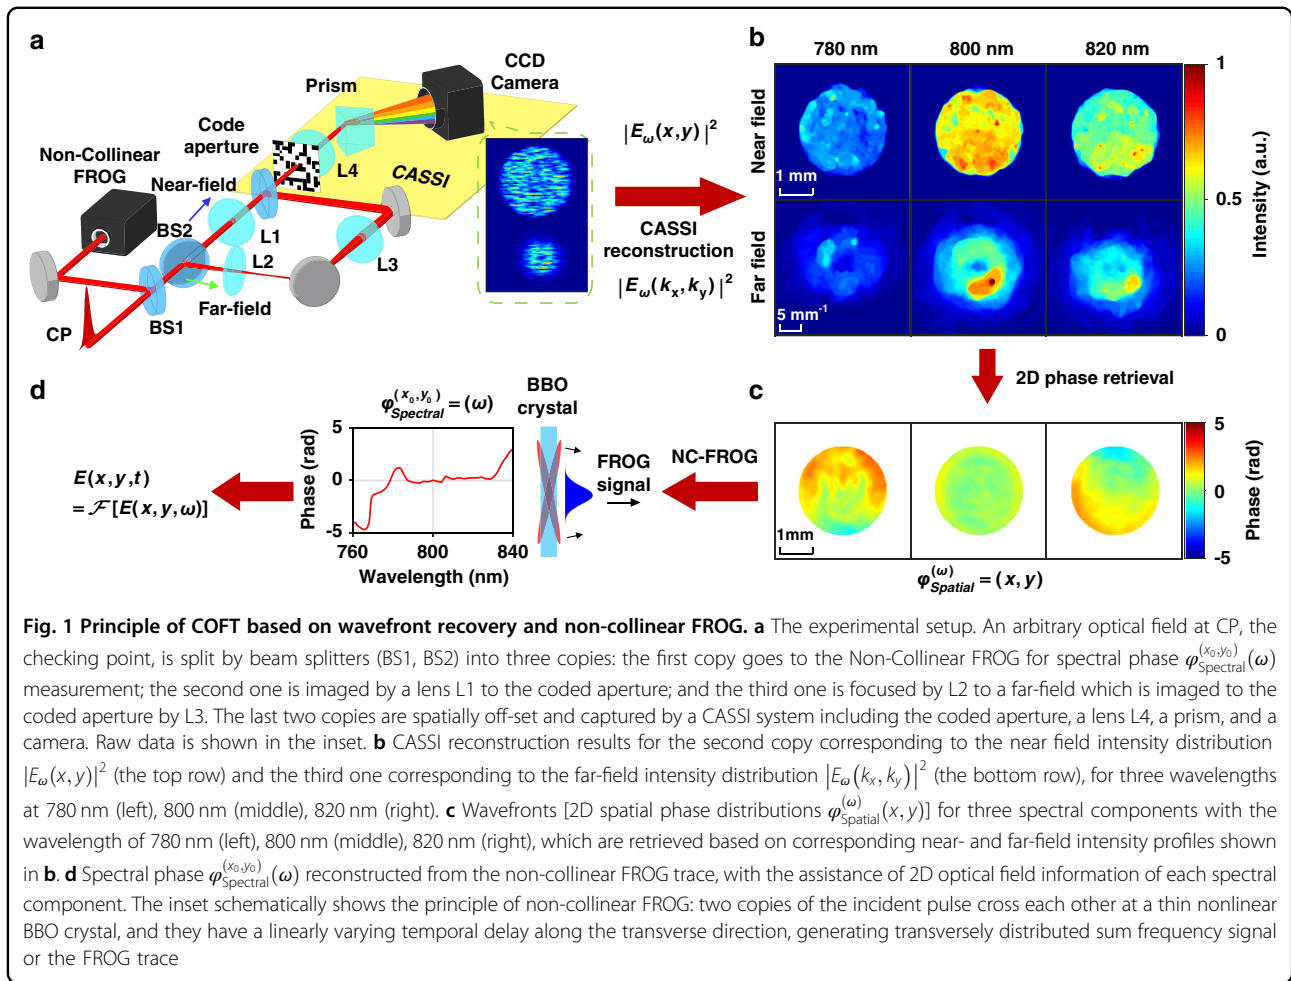 a
Prism
CCD
Camera
Code
aperture
Non-Collinear
FROG
Near-field
L4
CASSI
BS2
L1
L2
L3
Far-field
BS1
CP
|E_ω(x,y)|²
CASSI
reconstruction
|E_ω(k_x,k_y)|²
b
780 nm 800 nm 820 nm
Near field
1 mm
Far field
5 mm⁻¹
1
0.5
0
Intensity (a.u.)
2D phase retrieval
c
1mm
5
0
-5
Phase (rad)
φ_Spatial^(ω) = (x, y)
NC-FROG
d
φ_Spectral^(x₀,y₀) = (ω)
BBO
crystal
FROG
signal
5
0
-5
Phase (rad)
760 800 840
Wavelength (nm)
E(x,y,t)
= ℱ[E(x,y,ω)]
Fig. 1 Principle of COFT based on wavefront recovery and non-collinear FROG. a The experimental setup. An arbitrary optical field at CP, the
checking point, is split by beam splitters (BS1, BS2) into three copies: the first copy goes to the Non-Collinear FROG for spectral phase φ_Spectral^(x₀,y₀)(ω)
measurement; the second one is imaged by a lens L1 to the coded aperture; and the third one is focused by L2 to a far-field which is imaged to the
coded aperture by L3. The last two copies are spatially off-set and captured by a CASSI system including the coded aperture, a lens L4, a prism, and a
camera. Raw data is shown in the inset. b CASSI reconstruction results for the second copy corresponding to the near field intensity distribution
|E_ω(x, y)|² (the top row) and the third one corresponding to the far-field intensity distribution |E_ω(k_x, k_y)|² (the bottom row), for three wavelengths
at 780 nm (left), 800 nm (middle), 820 nm (right). c Wavefronts [2D spatial phase distributions φ_Spatial^(ω)(x, y)] for three spectral components with the
wavelength of 780 nm (left), 800 nm (middle), 820 nm (right), which are retrieved based on corresponding near- and far-field intensity profiles shown
in b. d Spectral phase φ_Spectral^(x₀,y₀)(ω) reconstructed from the non-collinear FROG trace, with the assistance of 2D optical field information of each spectral
component. The inset schematically shows the principle of non-collinear FROG: two copies of the incident pulse cross each other at a thin nonlinear
BBO crystal, and they have a linearly varying temporal delay along the transverse direction, generating transversely distributed sum frequency signal
or the FROG trace